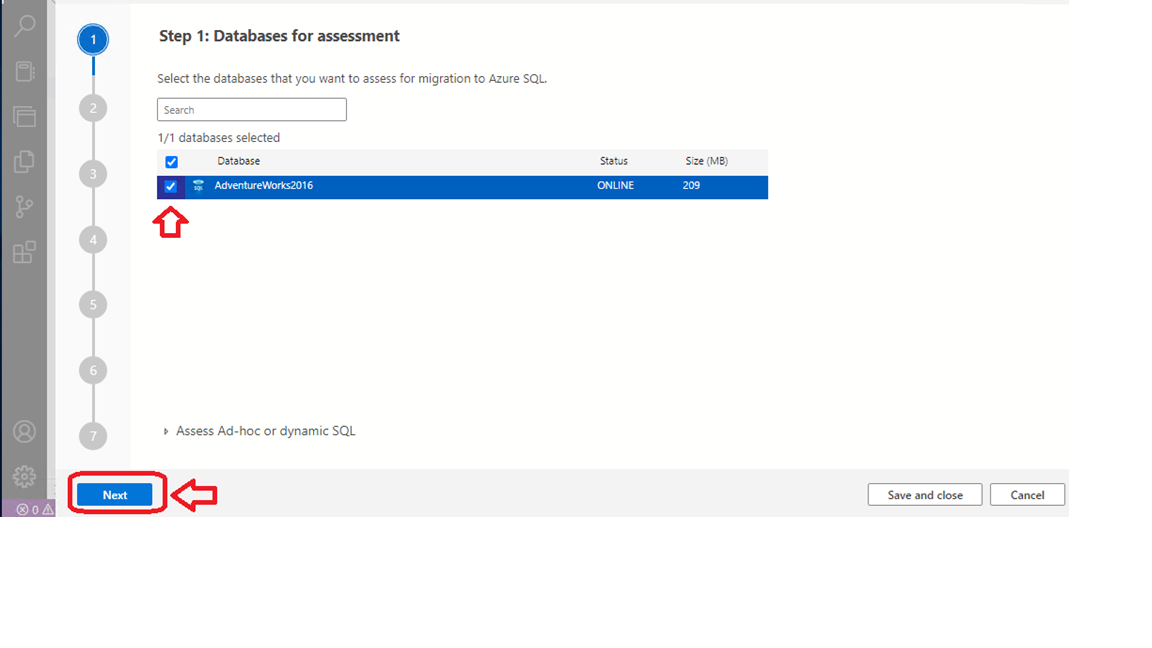 1
Step 1: Databases for assessment
Select the databases that you want to assess for migration to Azure SQL.
2
Search
1/1 databases selected
Database Status Size (MB)
3
SQL AdventureWorks2016 ONLINE 209
4
5
6
7
Assess Ad-hoc or dynamic SQL
Next Save and close Cancel
0